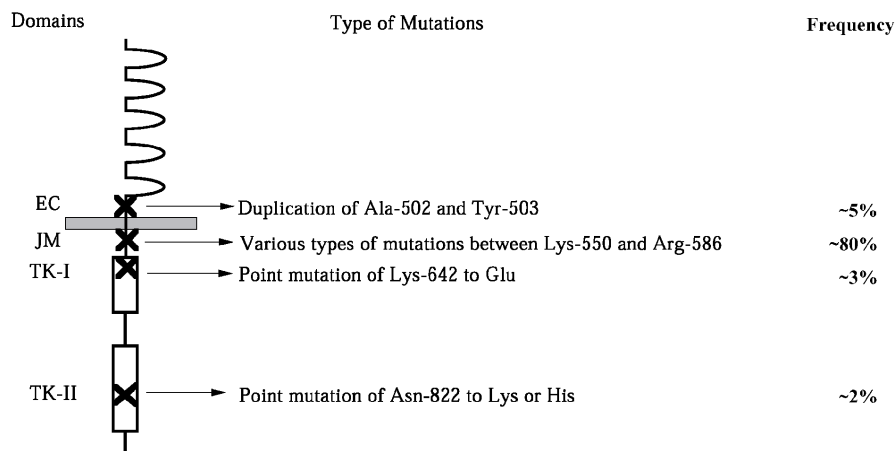 Domains Type of Mutations Frequency
EC Duplication of Ala-502 and Tyr-503 ~5%
JM Various types of mutations between Lys-550 and Arg-586 ~80%
TK-I Point mutation of Lys-642 to Glu ~3%
TK-II Point mutation of Asn-822 to Lys or His ~2%